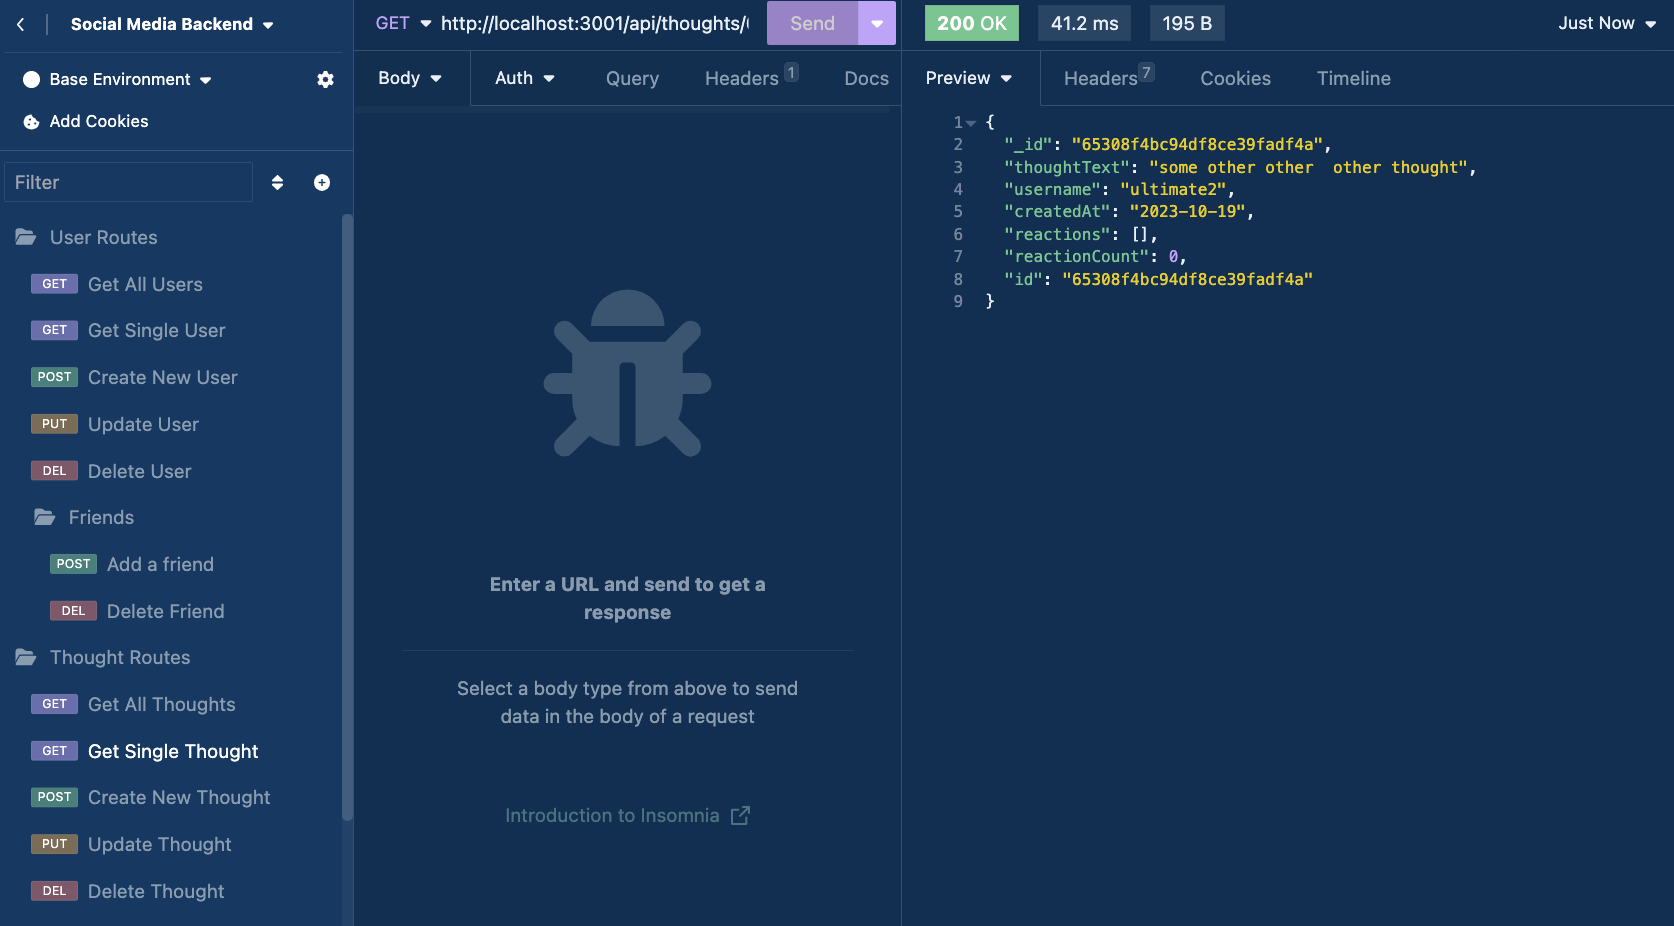 Social Media Backend
Base Environment
Add Cookies
Filter
User Routes
GET Get All Users
GET Get Single User
POST Create New User
PUT Update User
DEL Delete User
Friends
POST Add a friend
DEL Delete Friend
Thought Routes
GET Get All Thoughts
GET Get Single Thought
POST Create New Thought
PUT Update Thought
DEL Delete Thought
GET http://localhost:3001/api/thoughts/ Send
Body Auth Query Headers 1 Docs
Enter a URL and send to get a
response
Select a body type from above to send
data in the body of a request
Introduction to Insomnia
200 OK 41.2 ms 195 B Just Now
Preview Headers 7 Cookies Timeline
1 {
2 "_id": "65308f4bc94df8ce39fadf4a",
3 "thoughtText": "some other other  other thought",
4 "username": "ultimate2",
5 "createdAt": "2023-10-19",
6 "reactions": [],
7 "reactionCount": 0,
8 "id": "65308f4bc94df8ce39fadf4a"
9 }